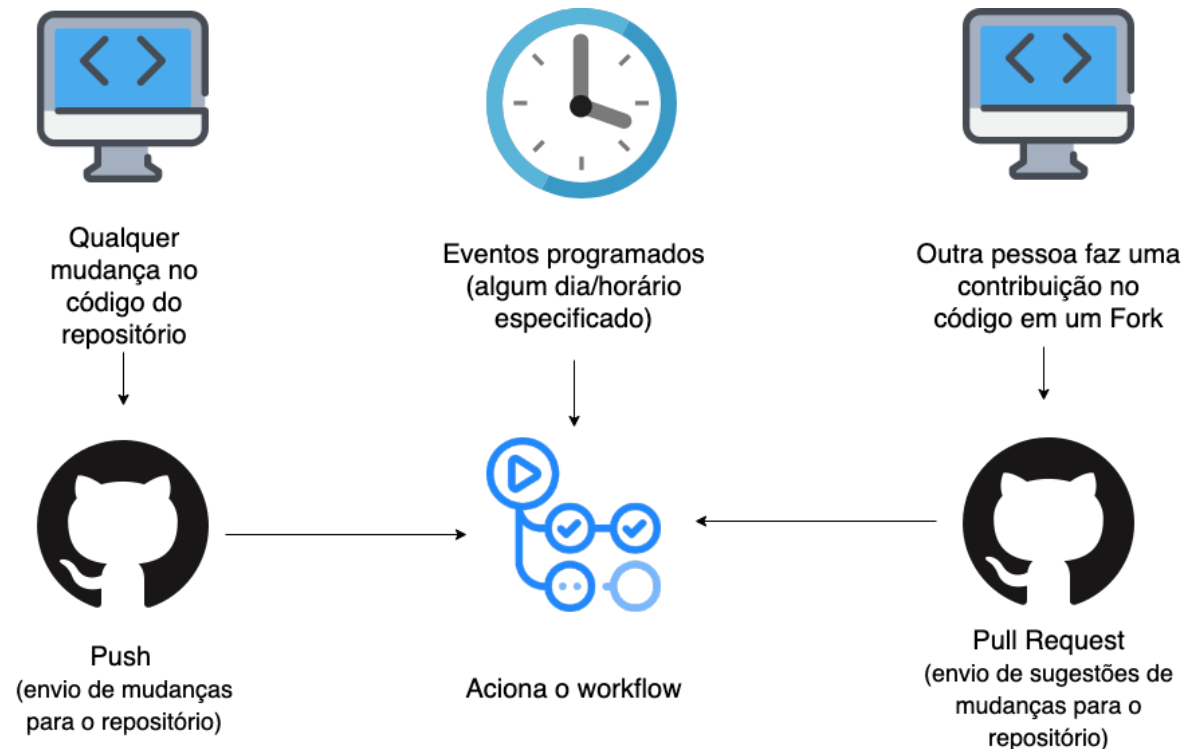 Qualquer
mudança no
código do
repositório
Eventos programados
(algum dia/horário
especificado)
Outra pessoa faz uma
contribuição no
código em um Fork
Push
(envio de mudanças
para o repositório)
Aciona o workflow
Pull Request
(envio de sugestões de
mudanças para o
repositório)